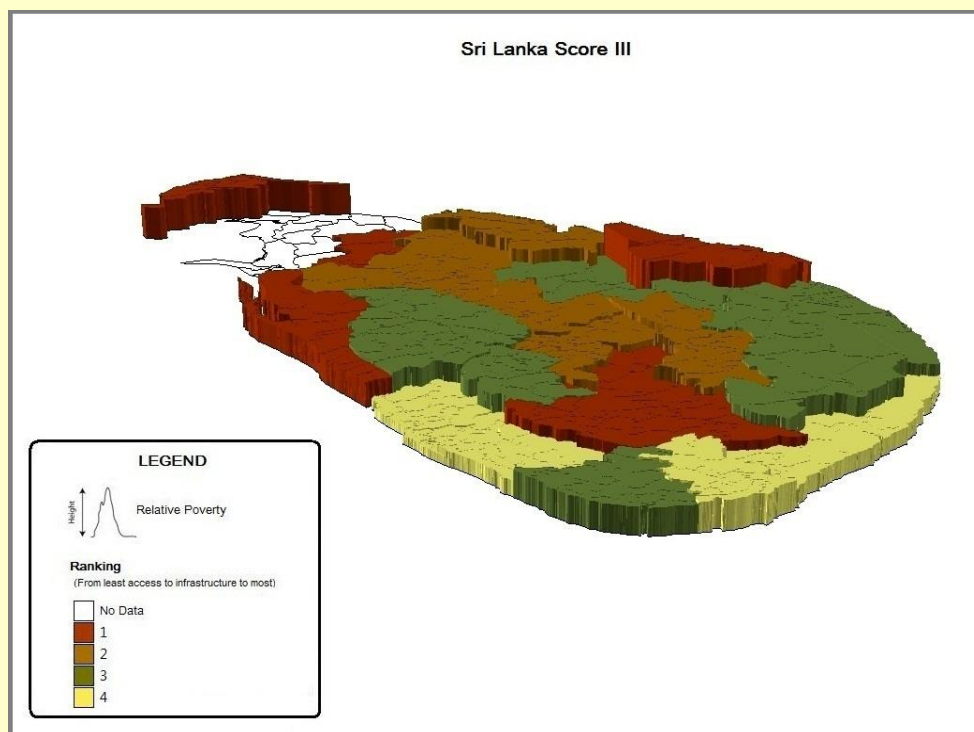 Sri Lanka Score III
LEGEND
Height
Relative Poverty
Ranking
(From least access to infrastructure to most)
No Data
1
2
3
4